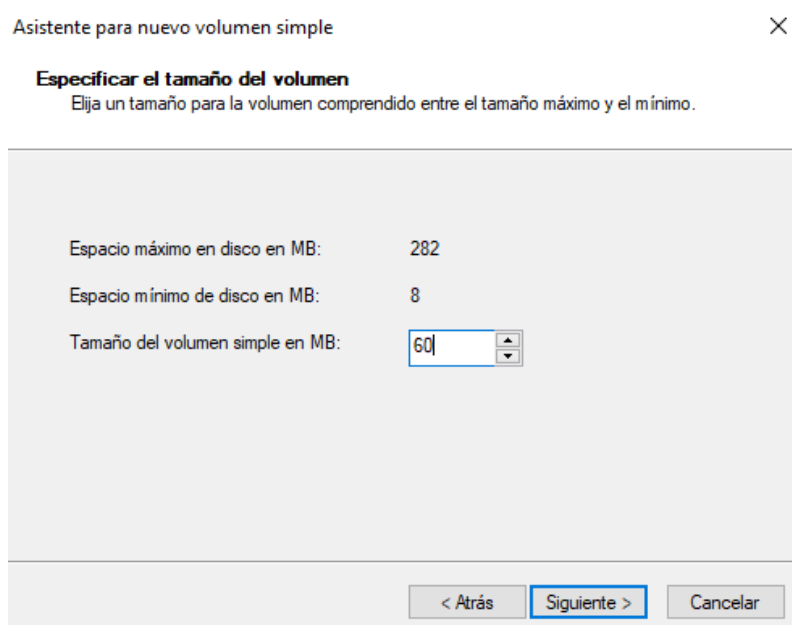 Asistente para nuevo volumen simple
Especificar el tamaño del volumen
Elija un tamaño para la volumen comprendido entre el tamaño máximo y el mínimo.
Espacio máximo en disco en MB: 282
Espacio mínimo de disco en MB: 8
Tamaño del volumen simple en MB: 60
< Atrás Siguiente > Cancelar